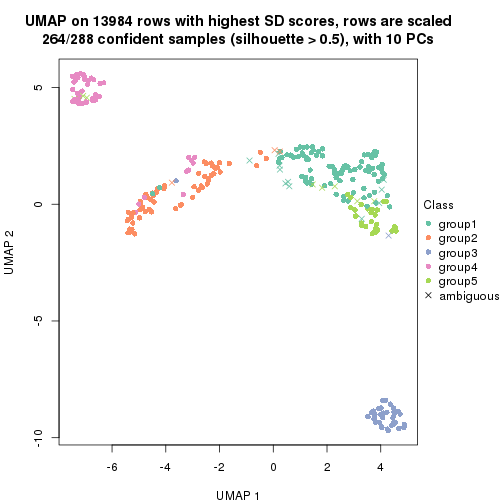 UMAP on 13984 rows with highest SD scores, rows are scaled
264/288 confident samples (silhouette > 0.5), with 10 PCs
5
0
-5
-10
UMAP 2
-6
-4
-2
0
2
4
UMAP 1
Class
group1
group2
group3
group4
group5
ambiguous